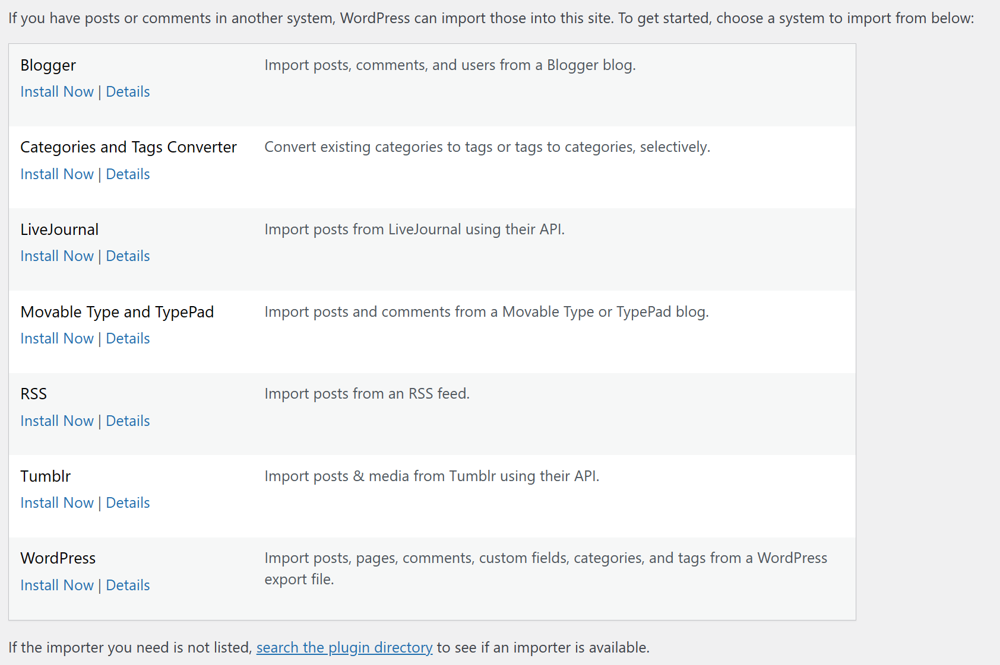 If you have posts or comments in another system, WordPress can import those into this site. To get started, choose a system to import from below:
Blogger
Import posts, comments, and users from a Blogger blog.
Install Now | Details
Categories and Tags Converter
Convert existing categories to tags or tags to categories, selectively.
Install Now | Details
LiveJournal
Import posts from LiveJournal using their API.
Install Now | Details
Movable Type and TypePad
Import posts and comments from a Movable Type or TypePad blog.
Install Now | Details
RSS
Import posts from an RSS feed.
Install Now | Details
Tumblr
Import posts & media from Tumblr using their API.
Install Now | Details
WordPress
Import posts, pages, comments, custom fields, categories, and tags from a WordPress
export file.
Install Now | Details
If the importer you need is not listed, search the plugin directory to see if an importer is available.